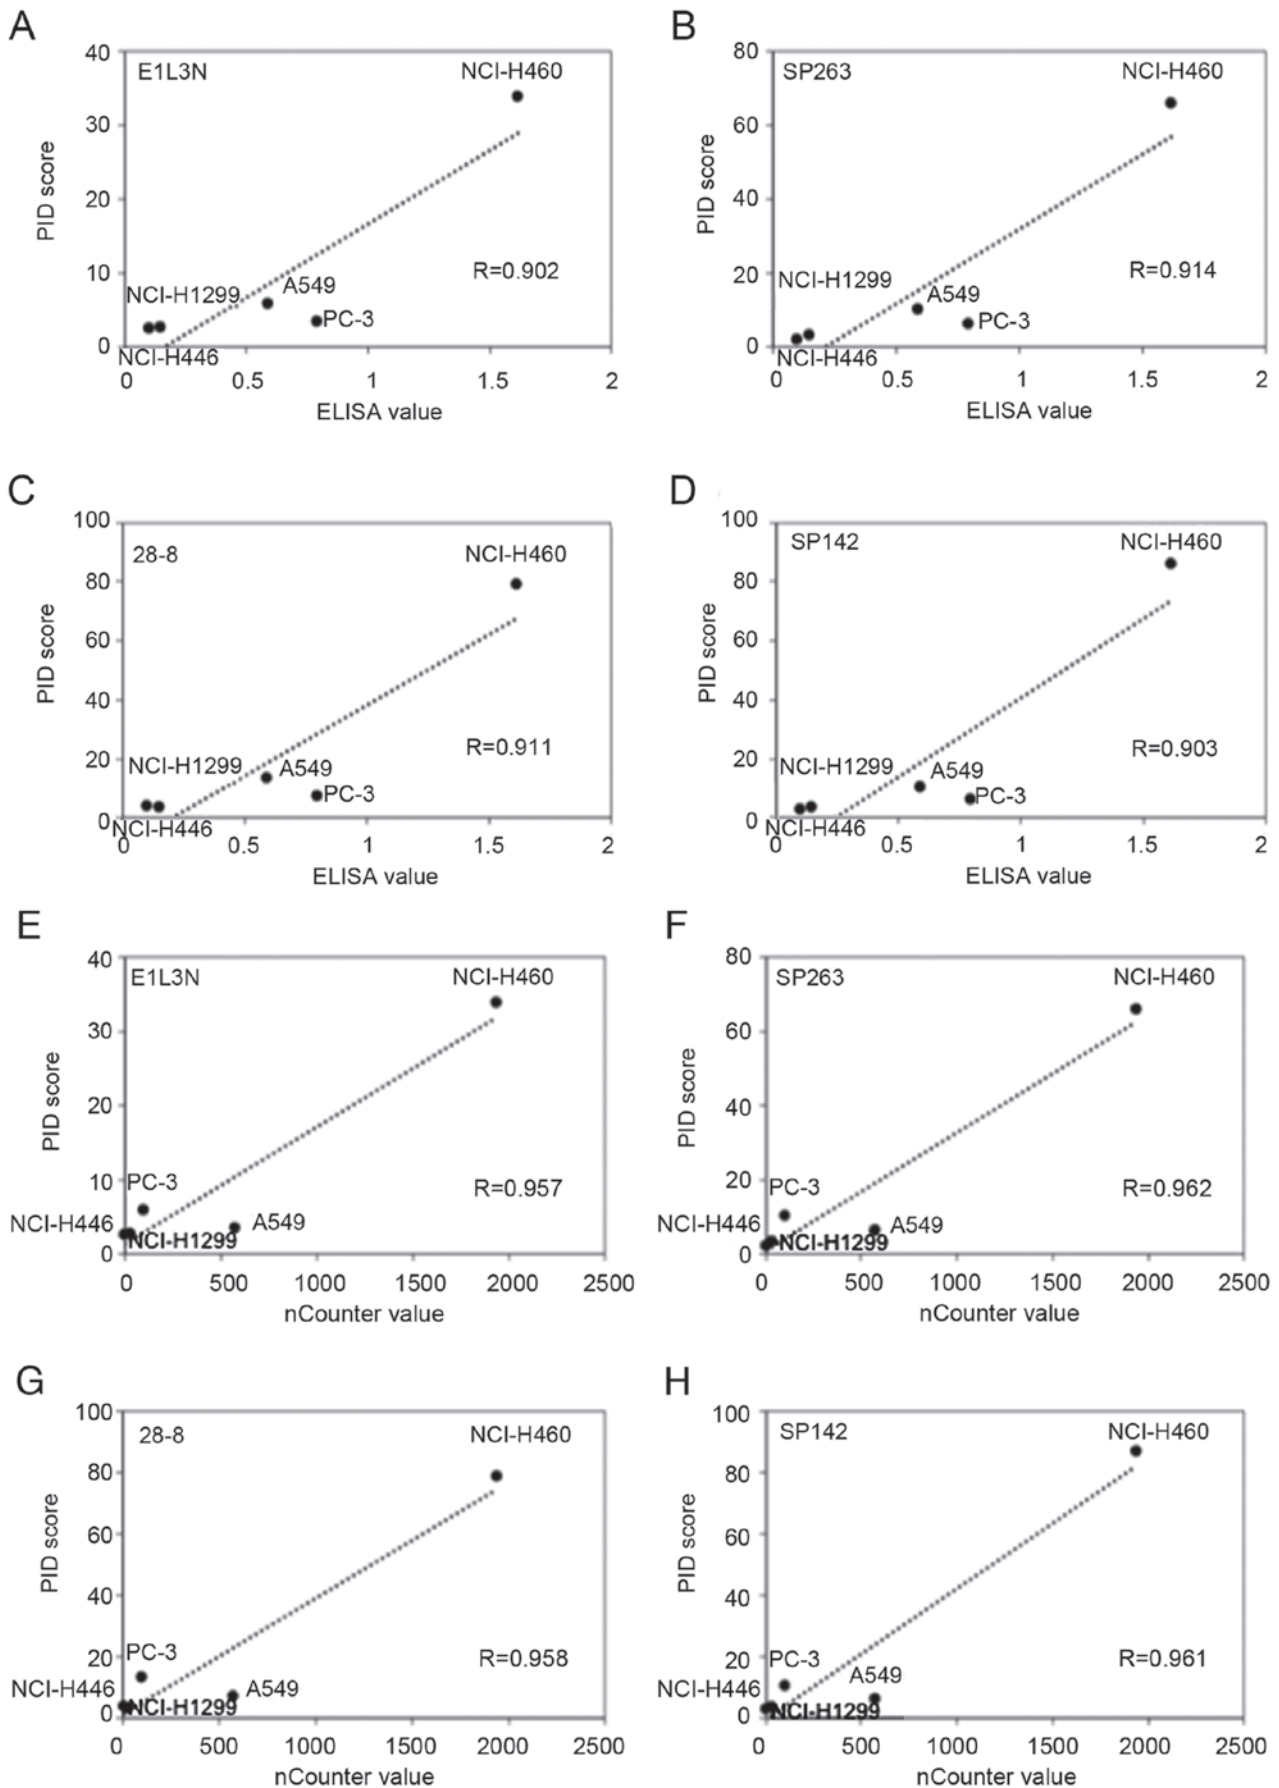 A
40
E1L3N
NCI-H460
30
PID score
20
10
R=0.902
NCI-H1299
A549
PC-3
0
NCI-H446
0 0.5 1 1.5 2
ELISA value
B
80
SP263
NCI-H460
60
PID score
40
20
R=0.914
NCI-H1299
A549
PC-3
0
NCI-H446
0 0.5 1 1.5 2
ELISA value
C
100
28-8
NCI-H460
80
60
PID score
40
20
R=0.911
NCI-H1299
A549
PC-3
0
NCI-H446
0 0.5 1 1.5 2
ELISA value
D
100
SP142
NCI-H460
80
60
PID score
40
20
R=0.903
NCI-H1299
A549
PC-3
0
NCI-H446
0 0.5 1 1.5 2
ELISA value
E
40
E1L3N
NCI-H460
30
PID score
20
10
PC-3
R=0.957
NCI-H446
A549
NCI-H1299
0
0 500 1000 1500 2000 2500
nCounter value
F
80
SP263
NCI-H460
60
PID score
40
20
PC-3
R=0.962
NCI-H446
A549
NCI-H1299
0
0 500 1000 1500 2000 2500
nCounter value
G
100
28-8
NCI-H460
80
60
PID score
40
20
PC-3
R=0.958
NCI-H446
A549
NCI-H1299
0
0 500 1000 1500 2000 2500
nCounter value
H
100
SP142
NCI-H460
80
60
PID score
40
20
PC-3
R=0.961
A549
NCI-H446
NCI-H1299
0
0 500 1000 1500 2000 2500
nCounter value